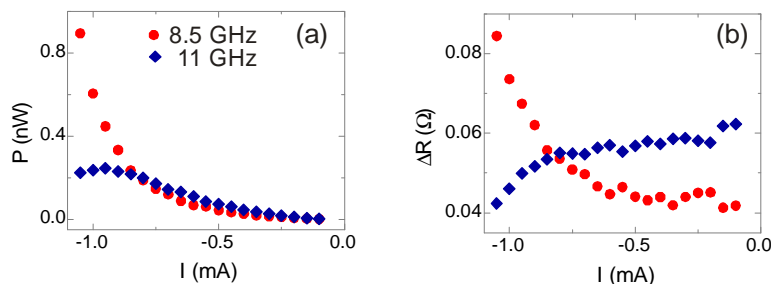 (a)
8.5 GHz
11 GHz
P (nW)
0.8
0.4
0.0
-1.0
-0.5
0.0
I (mA)
(b)
ΔR (Ω)
0.08
0.06
0.04
-1.0
-0.5
0.0
I (mA)